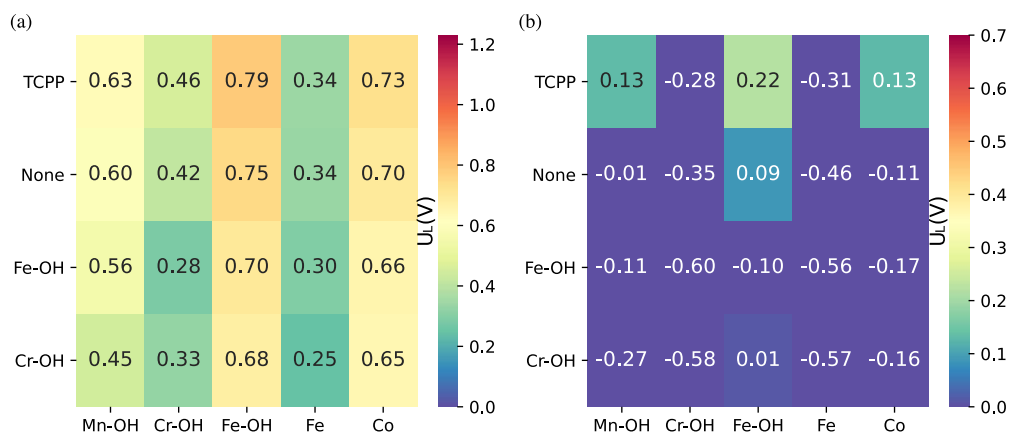 (a)
TCPP 0.63 0.46 0.79 0.34 0.73
None 0.60 0.42 0.75 0.34 0.70
Fe-OH 0.56 0.28 0.70 0.30 0.66
Cr-OH 0.45 0.33 0.68 0.25 0.65
Mn-OH Cr-OH Fe-OH Fe Co
U_L(V)
1.2
1.0
0.8
0.6
0.4
0.2
0.0
(b)
TCPP 0.13 -0.28 0.22 -0.31 0.13
None -0.01 -0.35 0.09 -0.46 -0.11
Fe-OH -0.11 -0.60 -0.10 -0.56 -0.17
Cr-OH -0.27 -0.58 0.01 -0.57 -0.16
Mn-OH Cr-OH Fe-OH Fe Co
U_L(V)
0.7
0.6
0.5
0.4
0.3
0.2
0.1
0.0